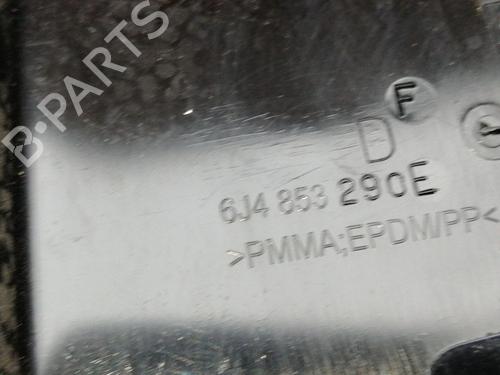 B-PARTS
F
D
6J4 853 290E
>PMMA;EPDM/PP<